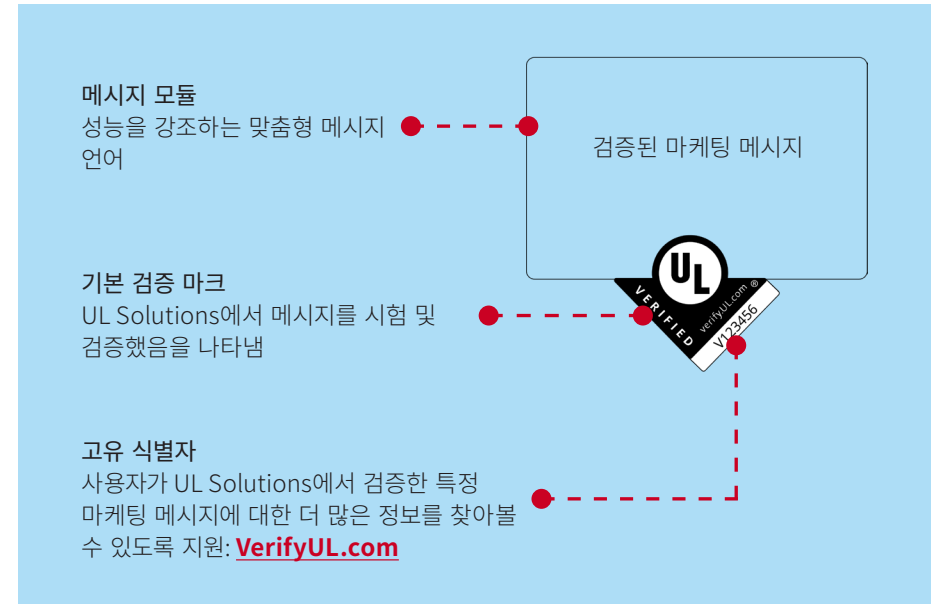 메시지 모듈
성능을 강조하는 맞춤형 메시지
언어
검증된 마케팅 메시지
기본 검증 마크
UL Solutions에서 메시지를 시험 및
검증했음을 나타냄
UL
VERIFIED
verifyUL.com ®
V123456
고유 식별자
사용자가 UL Solutions에서 검증한 특정
마케팅 메시지에 대한 더 많은 정보를 찾아볼
수 있도록 지원: VerifyUL.com